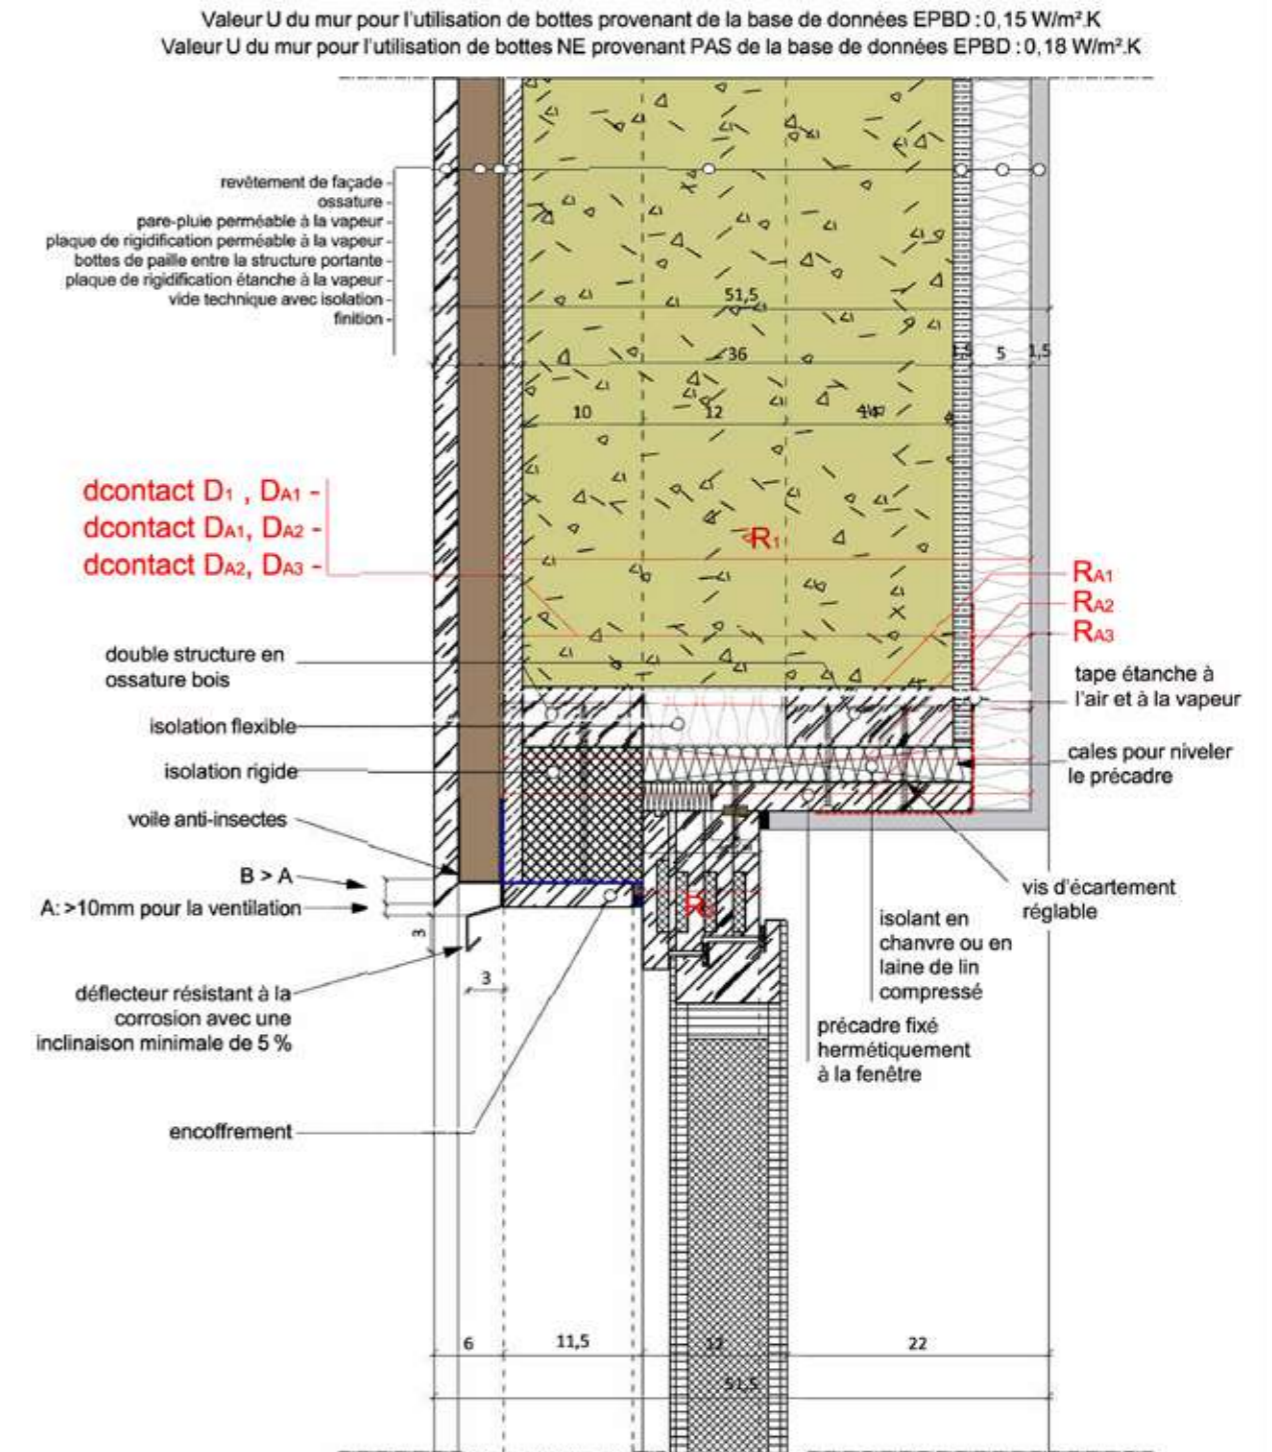 Valeur U du mur pour l'utilisation de bottes provenant de la base de données EPBD : 0,15 W/m².K
Valeur U du mur pour l'utilisation de bottes NE provenant PAS de la base de données EPBD : 0,18 W/m².K
revêtement de façade
ossature
pare-pluie perméable à la vapeur
plaque de rigidification perméable à la vapeur
bottes de paille entre la structure portante
plaque de rigidification étanche à la vapeur
vide technique avec isolation
finition
51,5
36
1,5
5
1,5
10
12
dcontact D1 , DA1 -
dcontact DA1, DA2 -
dcontact DA2, DA3 -
R1
RA1
RA2
RA3
double structure en
ossature bois
isolation flexible
isolation rigide
voile anti-insectes
B > A
A: >10mm pour la ventilation
3
3
déflecteur résistant à la
corrosion avec une
inclinaison minimale de 5 %
encoffrement
tape étanche à
l'air et à la vapeur
cales pour niveler
le précadre
vis d'écartement
réglable
isolant en
chanvre ou en
laine de lin
compressé
précadre fixé
hermétiquement
à la fenêtre
6
11,5
12
22
51,5